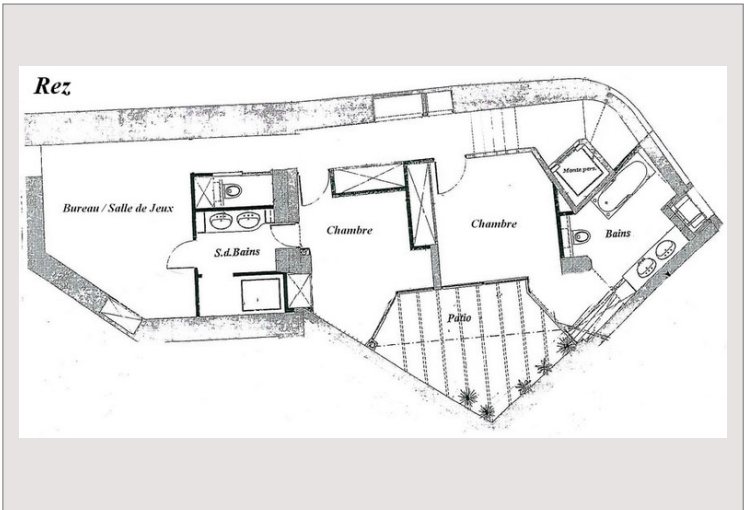 Rez
Bureau / Salle de Jeux
S.d.Bains
Chambre
Chambre
Monte pers.
Bains
Patio